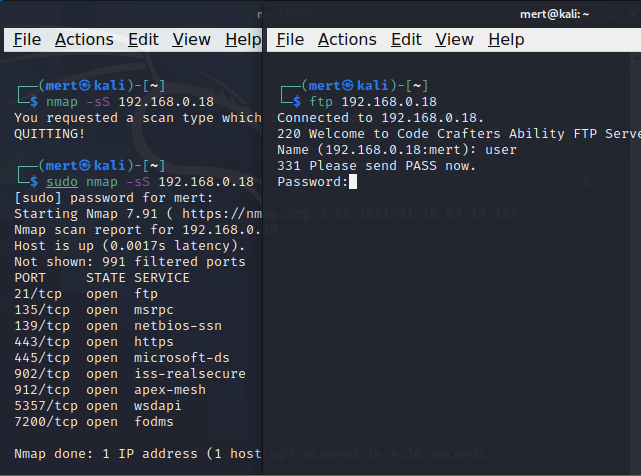 mert@kali: ~
File Actions Edit View Help
┌──(mert㉿kali)-[~]
└─$ nmap -sS 192.168.0.18
You requested a scan type which
QUITTING!
┌──(mert㉿kali)-[~]
└─$ sudo nmap -sS 192.168.0.18
[sudo] password for mert:
Starting Nmap 7.91 ( https://nmap.org ) at 2021-01-16 03:13 IST
Nmap scan report for 192.168.0.18
Host is up (0.0017s latency).
Not shown: 991 filtered ports
PORT STATE SERVICE
21/tcp open ftp
135/tcp open msrpc
139/tcp open netbios-ssn
443/tcp open https
445/tcp open microsoft-ds
902/tcp open iss-realsecure
912/tcp open apex-mesh
5357/tcp open wsdapi
7200/tcp open fodms
Nmap done: 1 IP address (1 host up) scanned in 4.36 seconds
mert@kali: ~
File Actions Edit View Help
┌──(mert㉿kali)-[~]
└─$ ftp 192.168.0.18
Connected to 192.168.0.18.
220 Welcome to Code Crafters Ability FTP Serve
Name (192.168.0.18:mert): user
331 Please send PASS now.
Password: